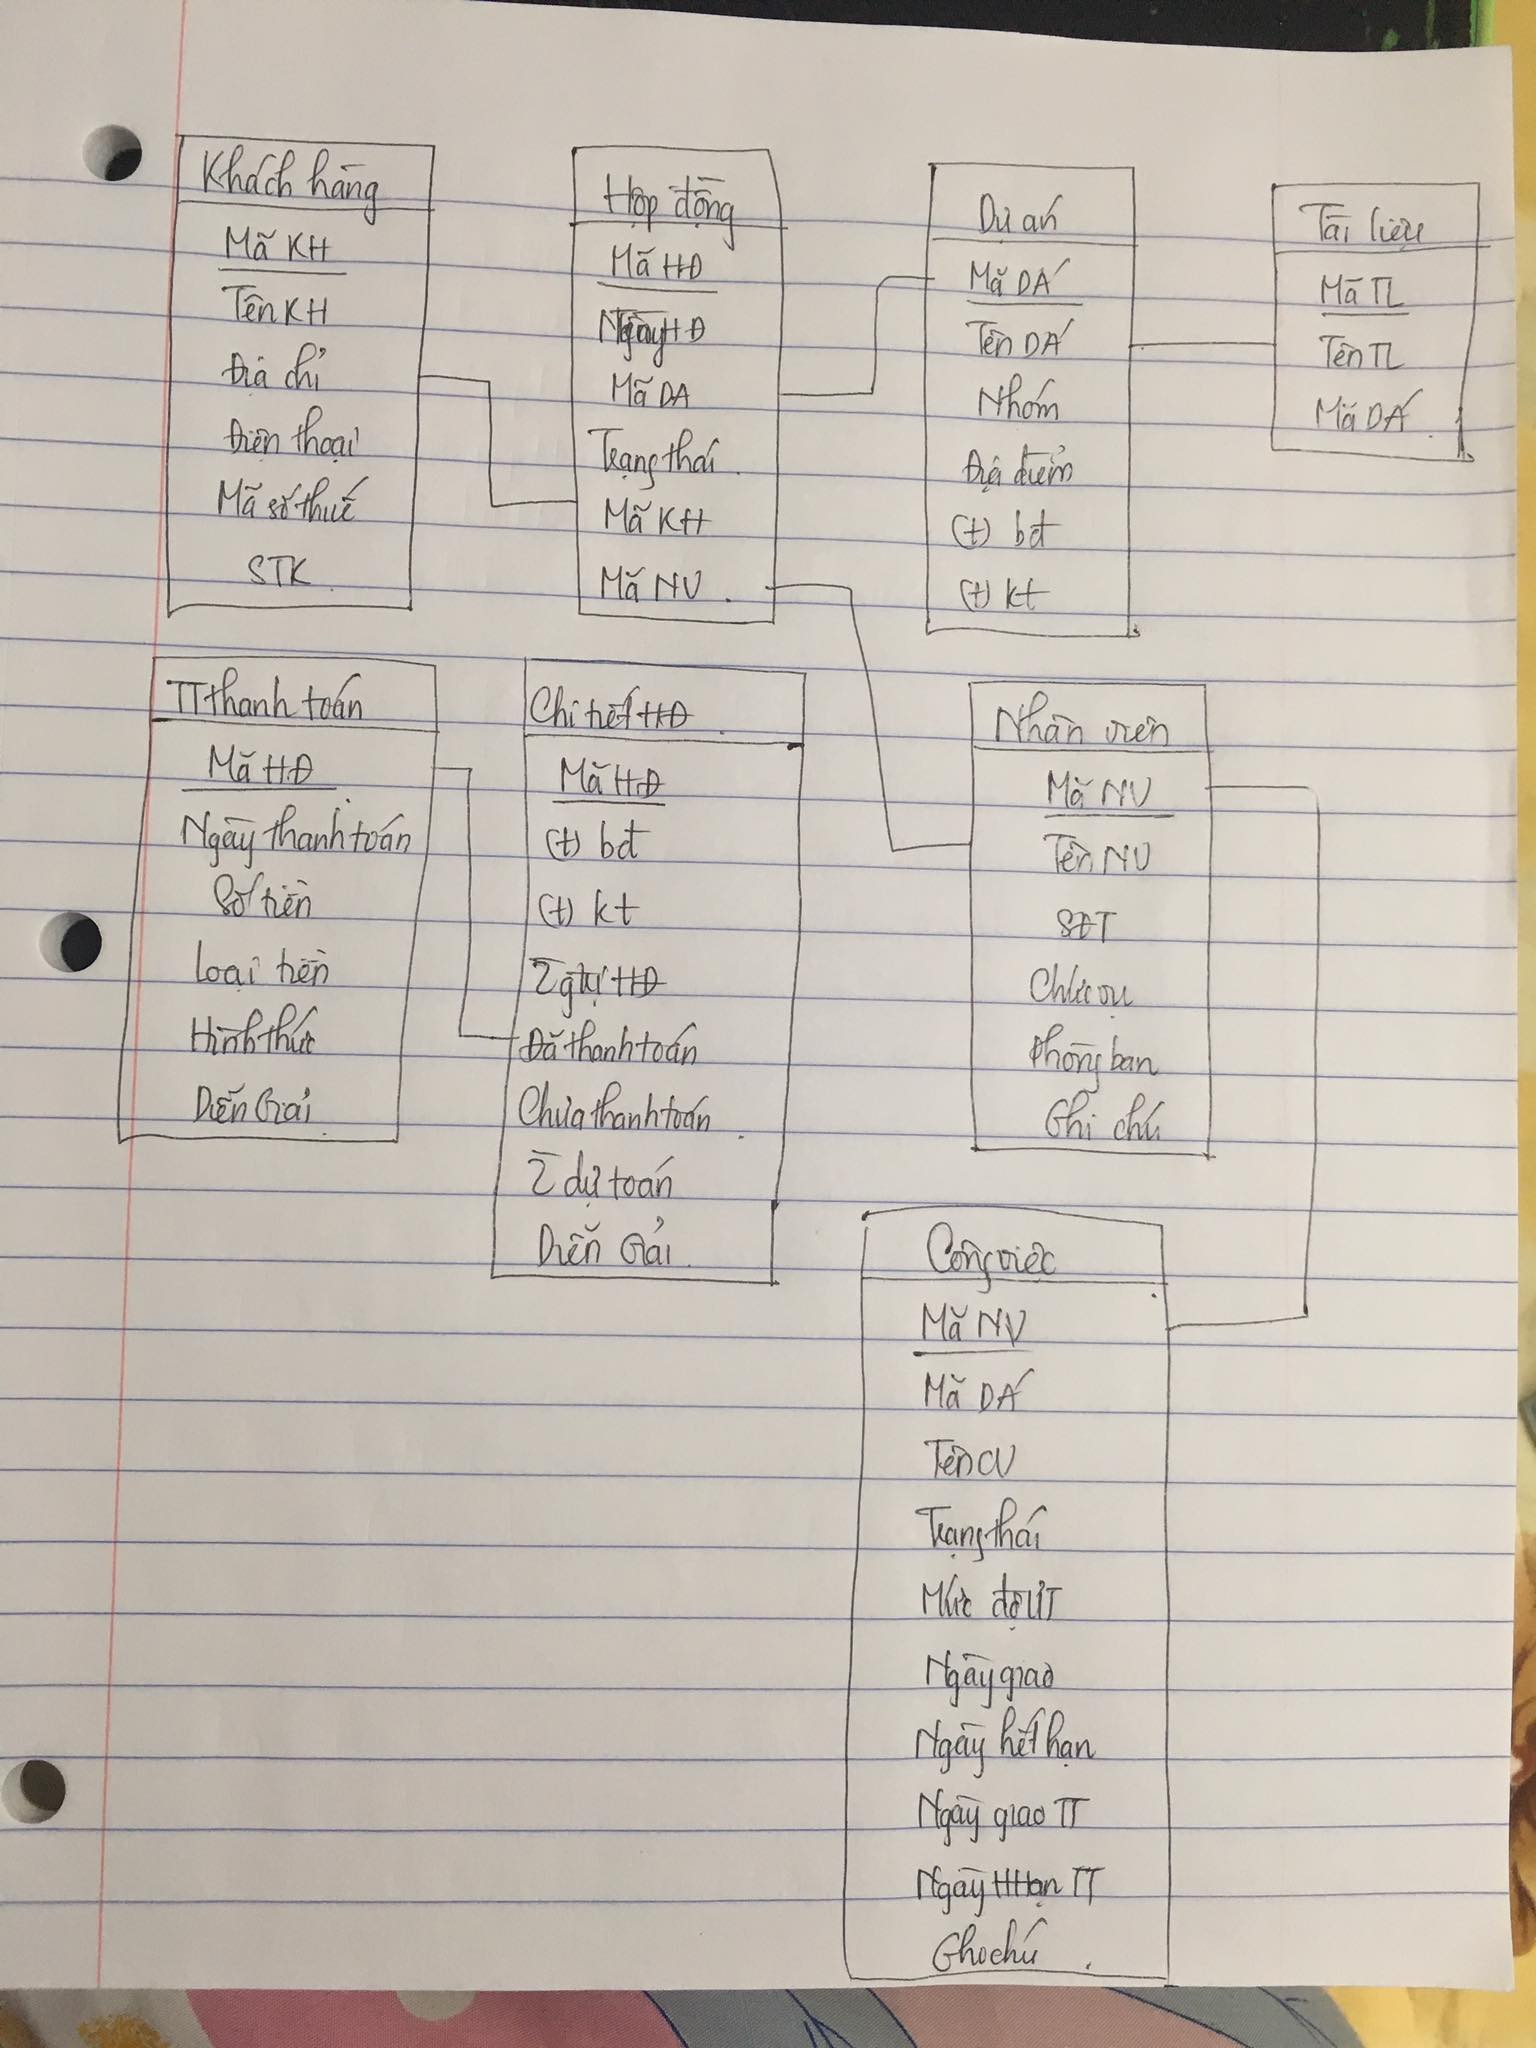 Khách hàng
Mã KH
Tên KH
Địa chỉ
Điện thoại
Mã số thuế
STK
Hợp đồng
Mã HĐ
Ngày HĐ
Mã DA
Trạng thái
Mã KH
Mã NV
Dự án
Mã DA
Tên DA
Nhóm
Địa điểm
(t) bđ
(t) kt
Tài liệu
Mã TL
Tên TL
Mã DA
TT thanh toán
Mã HĐ
Ngày thanh toán
Số tiền
Loại tiền
Hình thức
Diễn Giải
Chi tiết HĐ
Mã HĐ
(t) bđ
(t) kt
Σ gtrị HĐ
Đã thanh toán
Chưa thanh toán
Σ dự toán
Diễn Giải
Nhân viên
Mã NV
Tên NV
SĐT
Chức vụ
Phòng ban
Ghi chú
Công việc
Mã NV
Mã DA
Tên CV
Trạng thái
Mức độ ƯT
Ngày giao
Ngày hết hạn
Ngày giao TT
Ngày HHạn TT
Ghi chú